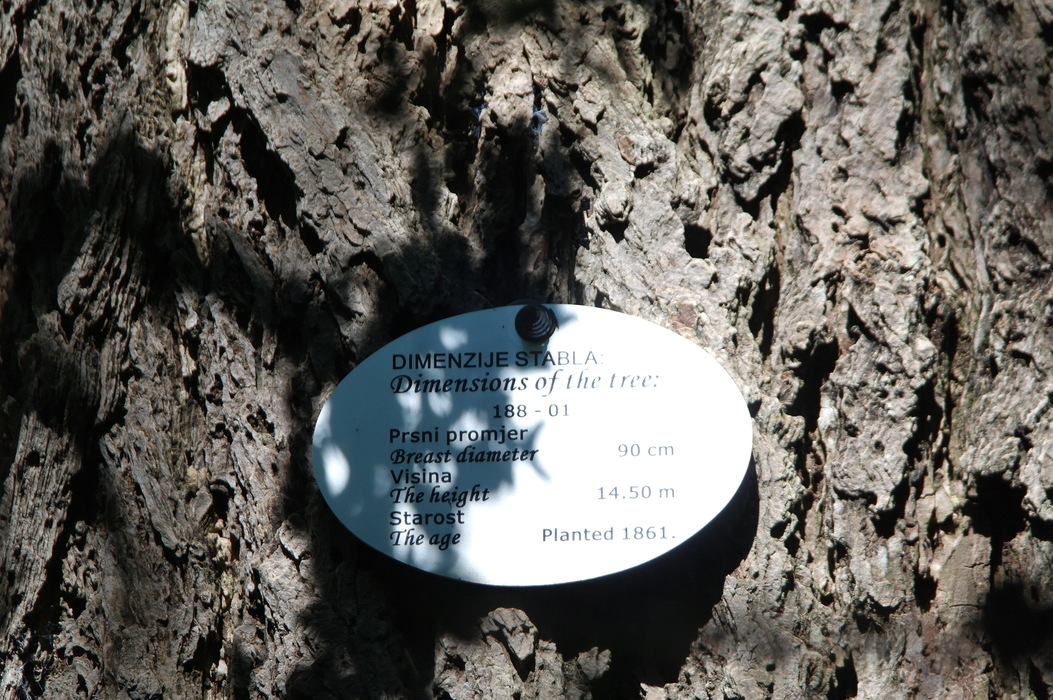 DIMENZIJE STABLA:
Dimensions of the tree:
188 - 01
Prsni promjer
Breast diameter 90 cm
Visina
The height 14.50 m
Starost
The age Planted 1861.